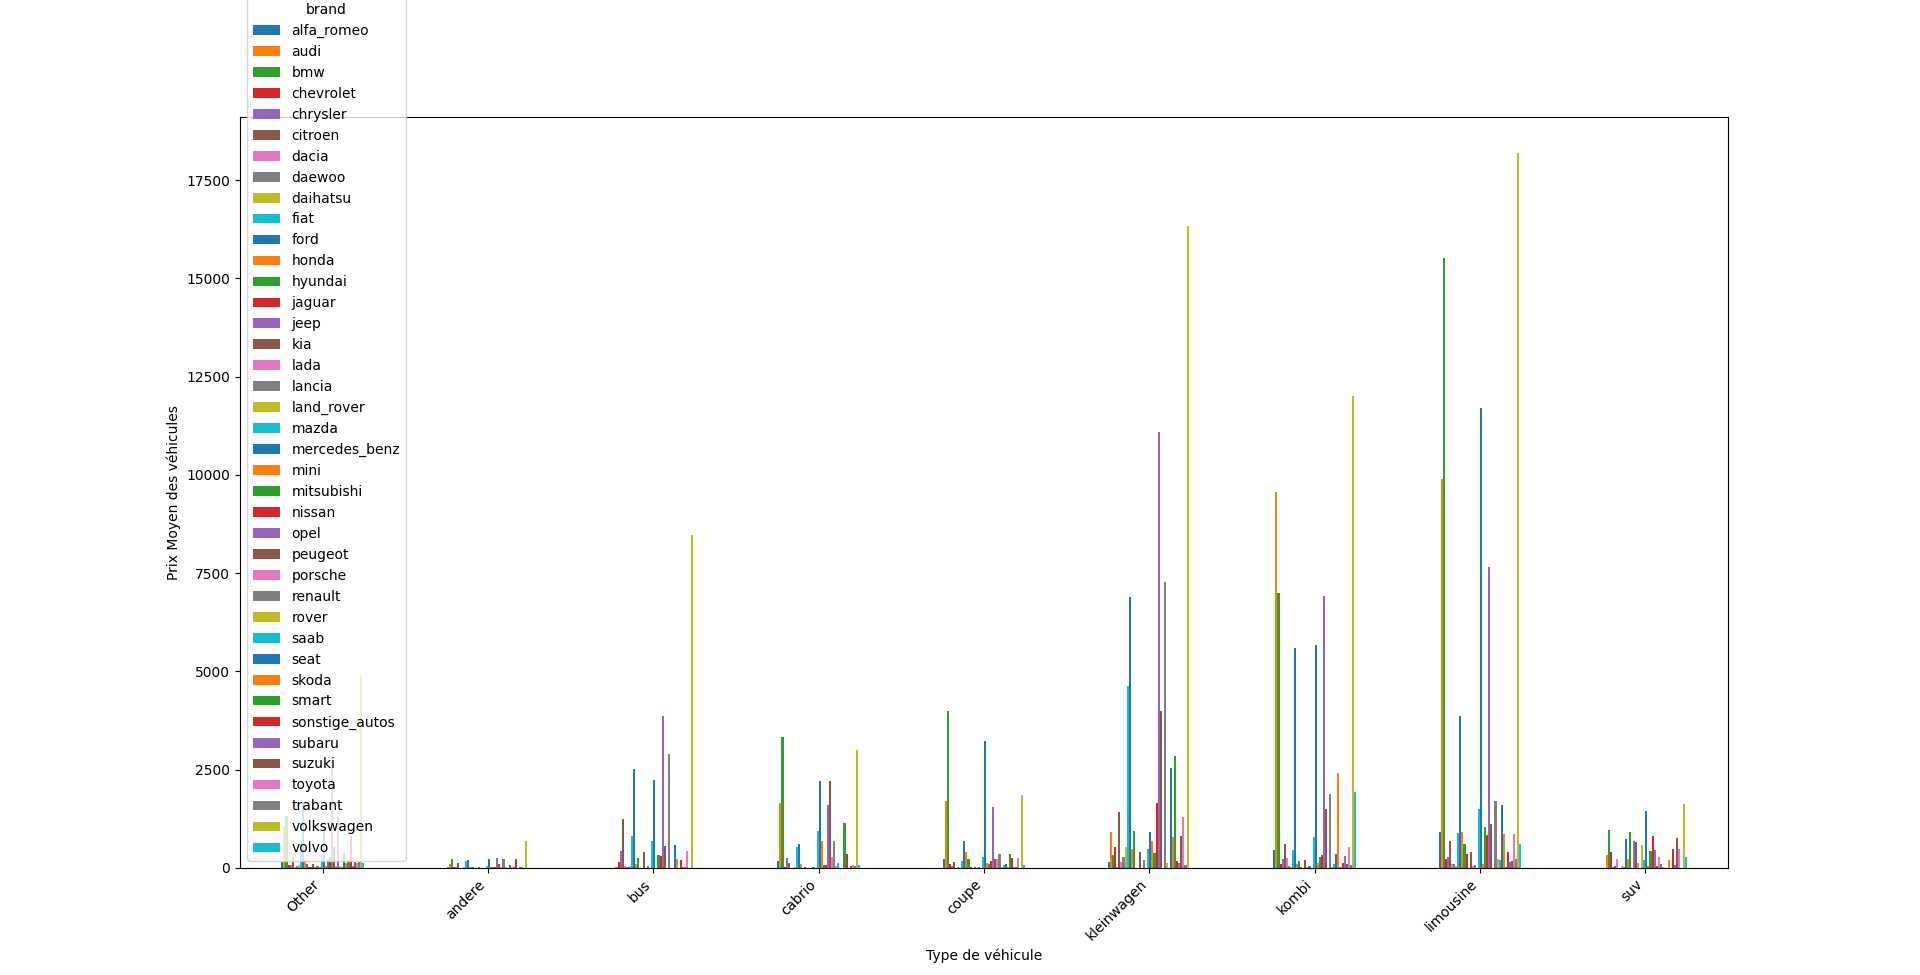 brand
alfa_romeo
audi
bmw
chevrolet
chrysler
citroen
dacia
daewoo
daihatsu
fiat
ford
honda
hyundai
jaguar
jeep
kia
lada
lancia
land_rover
mazda
mercedes_benz
mini
mitsubishi
nissan
opel
peugeot
porsche
renault
rover
saab
seat
skoda
smart
sonstige_autos
subaru
suzuki
toyota
trabant
volkswagen
volvo
Prix Moyen des véhicules
17500
15000
12500
10000
7500
5000
2500
0
Other
andere
bus
cabrio
coupe
kleinwagen
kombi
limousine
suv
Type de véhicule